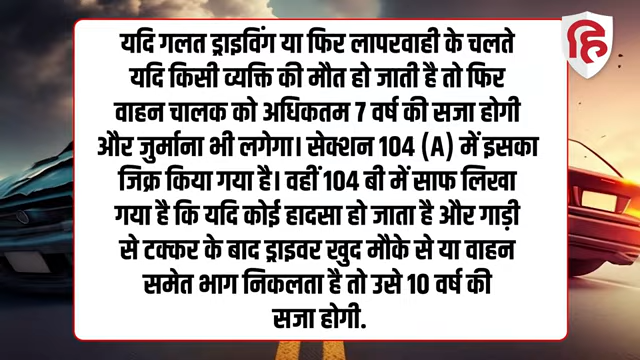 हि
यदि गलत ड्राइविंग या फिर लापरवाही के चलते
यदि किसी व्यक्ति की मौत हो जाती है तो फिर
वाहन चालक को अधिकतम 7 वर्ष की सजा होगी
और जुर्माना भी लगेगा। सेक्शन 104 (A) में इसका
जिक्र किया गया है। वहीं 104 बी में साफ लिखा
गया है कि यदि कोई हादसा हो जाता है और गाड़ी
से टक्कर के बाद ड्राइवर खुद मौके से या वाहन
समेत भाग निकलता है तो उसे 10 वर्ष की
सजा होगी.